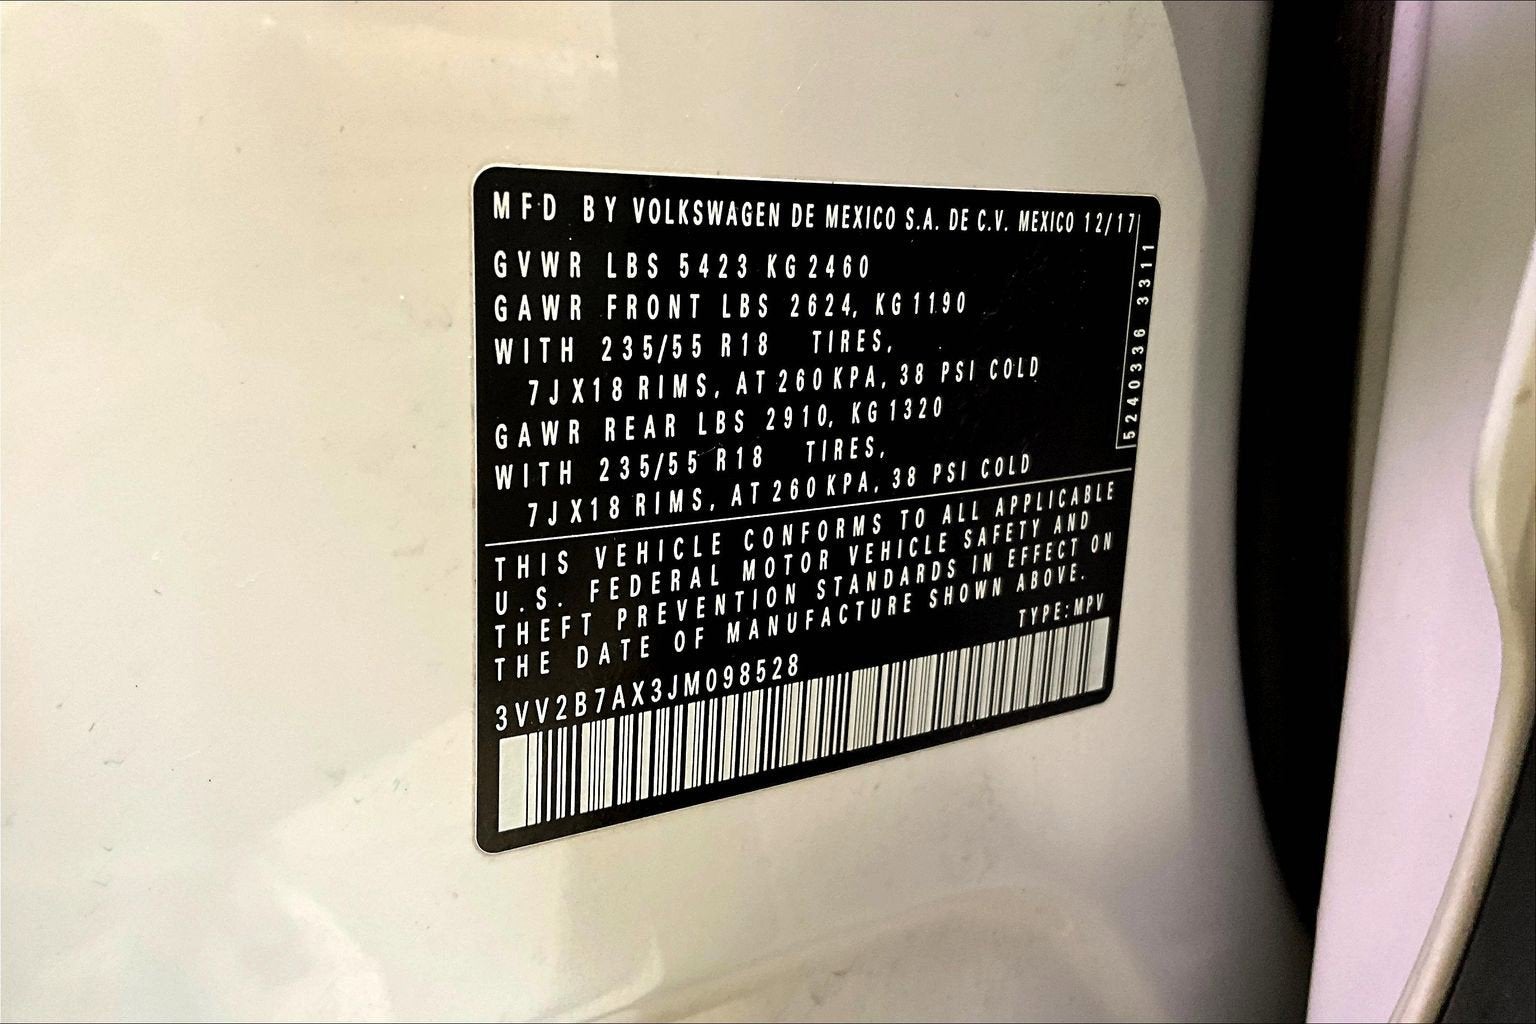 MFD BY VOLKSWAGEN DE MEXICO S.A. DE C.V. MEXICO 12/17
GVWR LBS 5423 KG 2460
GAWR FRONT LBS 2624, KG 1190
WITH 235/55 R18 TIRES,
7J X18 RIMS, AT 260 KPA, 38 PSI COLD
GAWR REAR LBS 2910, KG 1320
WITH 235/55 R18 TIRES,
7J X18 RIMS, AT 260 KPA, 38 PSI COLD
5240336 3311
THIS VEHICLE CONFORMS TO ALL APPLICABLE
U.S. FEDERAL MOTOR VEHICLE SAFETY AND
THEFT PREVENTION STANDARDS IN EFFECT ON
THE DATE OF MANUFACTURE SHOWN ABOVE.
TYPE: MPV
3VV2B7AX3JM098528